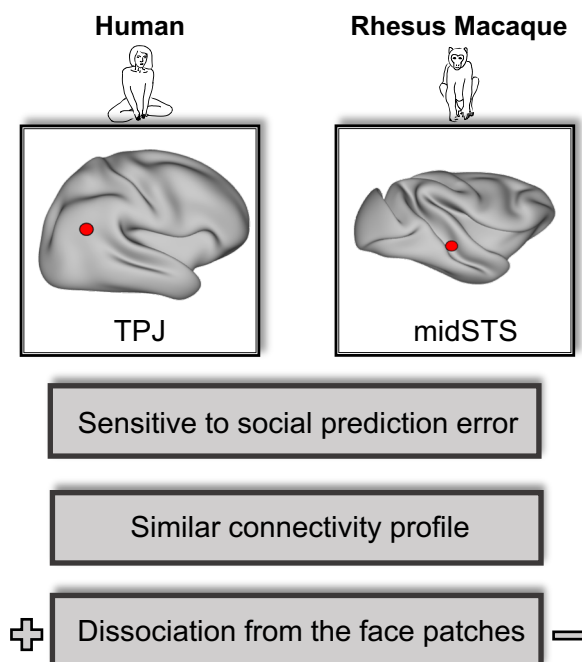 Human
Rhesus Macaque
TPJ
midSTS
Sensitive to social prediction error
Similar connectivity profile
Dissociation from the face patches